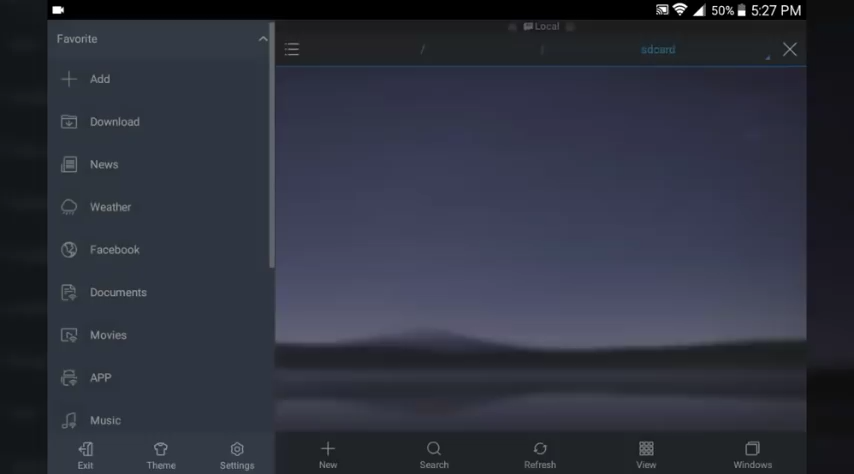 50% 5:27 PM
Favorite
Local
/ / sdcard
Add
Download
News
Weather
Facebook
Documents
Movies
APP
Music
Exit Theme Settings New Search Refresh View Windows